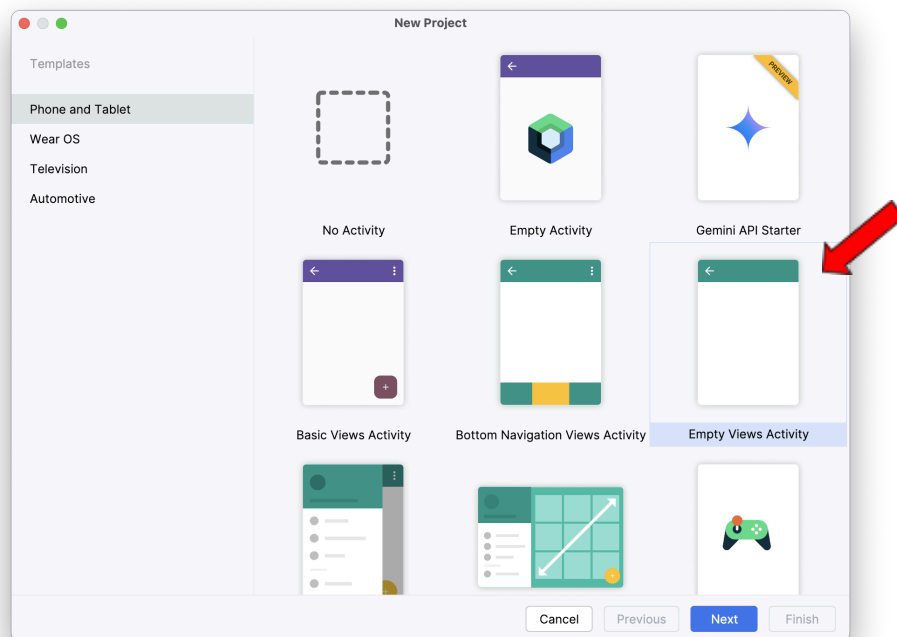 New Project
Templates
Phone and Tablet
Wear OS
Television
Automotive
PREVIEW
No Activity
Empty Activity
Gemini API Starter
Basic Views Activity
Bottom Navigation Views Activity
Empty Views Activity
Cancel
Previous
Next
Finish